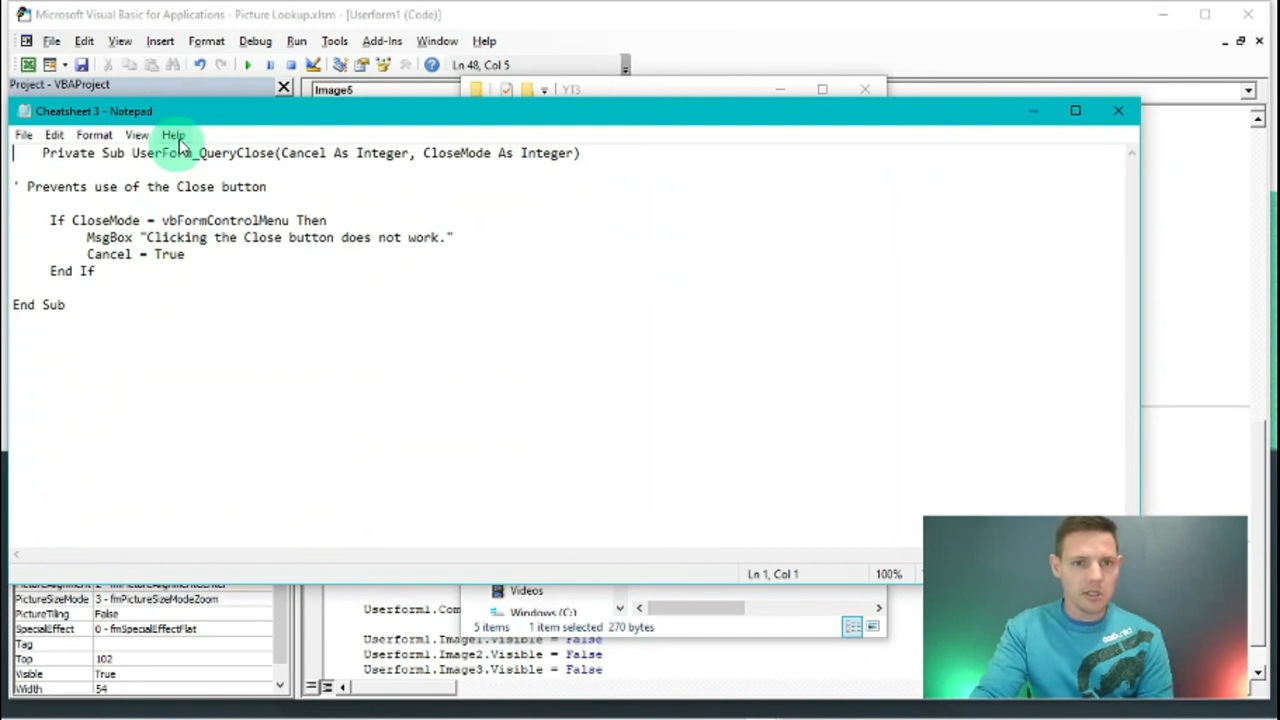 Microsoft Visual Basic for Applications - Picture Lookup.xlsm - [Userform1 (Code)]
File Edit View Insert Format Debug Run Tools Add-Ins Window Help
Ln 48, Col 5
Project - VBAProject
Image5
YT3
Cheatsheet 3 - Notepad
File Edit Format View Help
Private Sub UserForm_QueryClose(Cancel As Integer, CloseMode As Integer)
' Prevents use of the Close button
If CloseMode = vbFormControlMenu Then
MsgBox "Clicking the Close button does not work."
Cancel = True
End If
End Sub
Ln 1, Col 1
100%
PictureSizeMode 3 - fmPictureSizeModeZoom
PictureTiling False
SpecialEffect 0 - fmSpecialEffectFlat
Tag
Top 102
Visible True
Width 54
Videos
Windows (C:)
5 items 1 item selected 270 bytes
Userform1.Com
Userform1.Image1.Visible = False
Userform1.Image2.Visible = False
Userform1.Image3.Visible = False